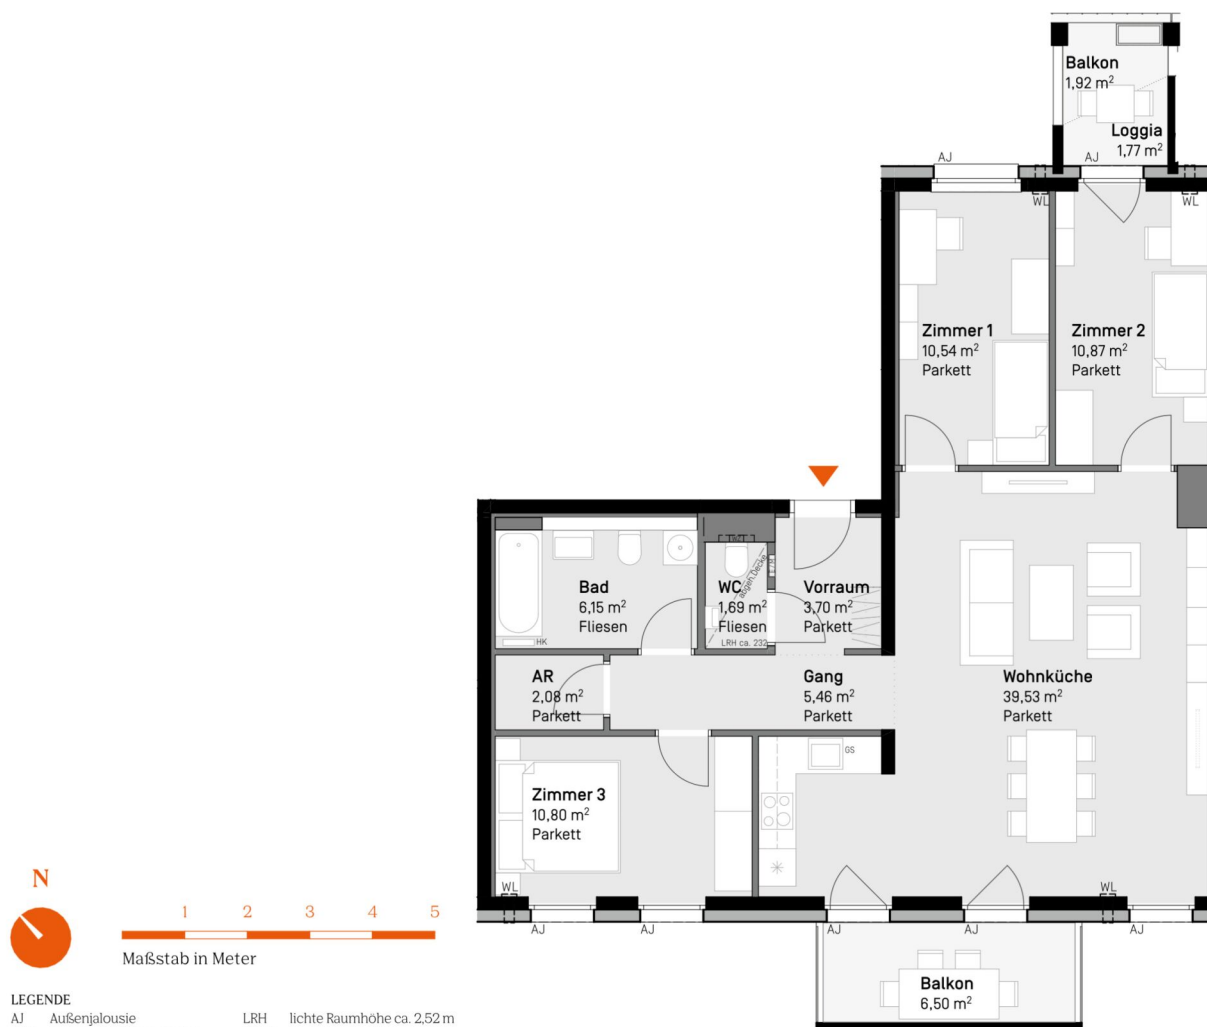 Balkon
1,92 m²
Loggia
1,77 m²
AJ
AJ
WL
WL
Zimmer 1
10,54 m²
Parkett
Zimmer 2
10,87 m²
Parkett
Bad
6,15 m²
Fliesen
HK
WC
1,69 m²
Fliesen
LRH ca. 232
abgeh. Decke
Vorraum
3,70 m²
Parkett
AR
2,08 m²
Parkett
Gang
5,46 m²
Parkett
Wohnküche
39,53 m²
Parkett
GS
Zimmer 3
10,80 m²
Parkett
WL
WL
AJ
AJ
AJ
AJ
AJ
Balkon
6,50 m²
N
1 2 3 4 5
Maßstab in Meter
LEGENDE
AJ Außenjalousie LRH lichte Raumhöhe ca. 2,52 m